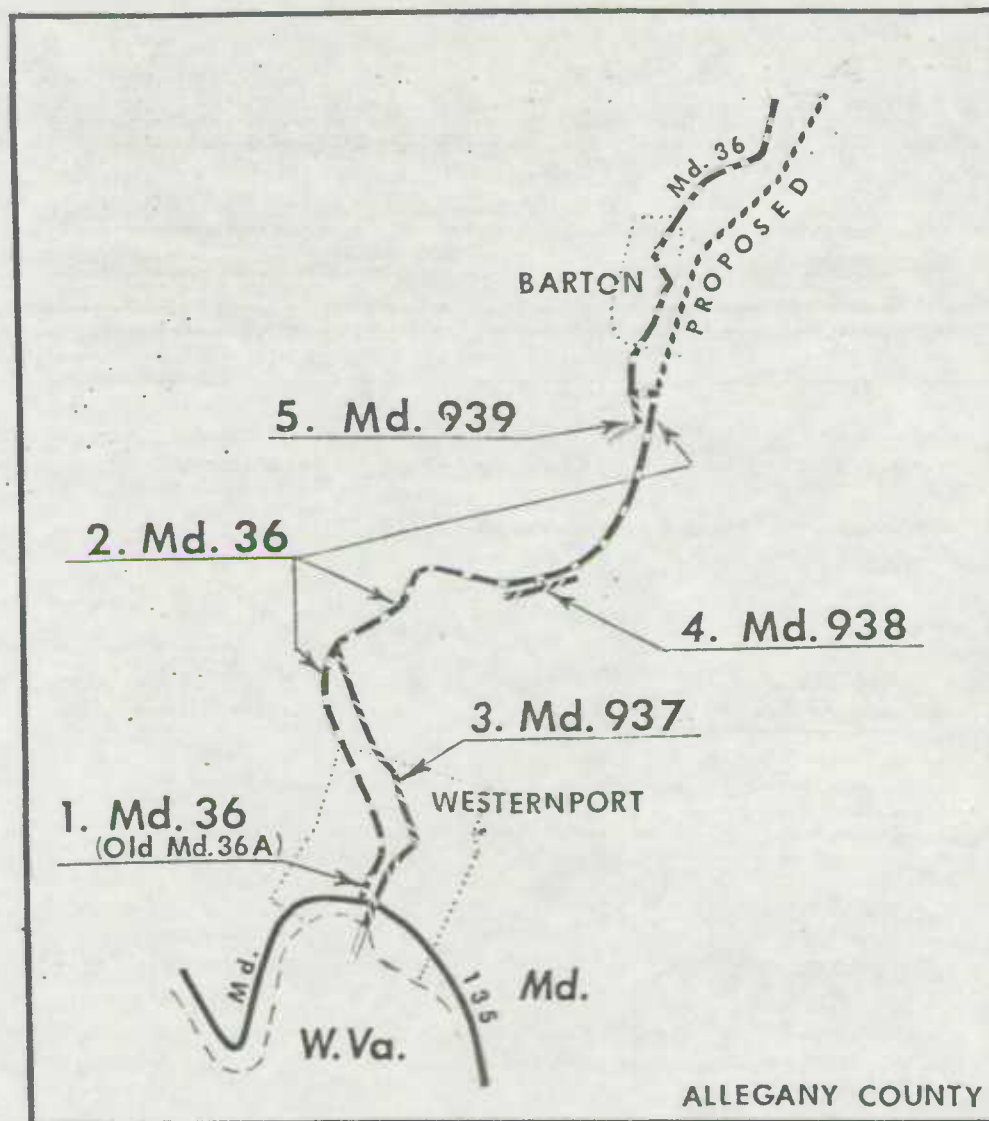 Md. 36
PROPOSED
BARTON
5. Md. 939
2. Md. 36
4. Md. 938
3. Md. 937
WESTERNPORT
1. Md. 36
(Old Md. 36A)
Md. 135
Md.
W. Va.
ALLEGANY COUNTY